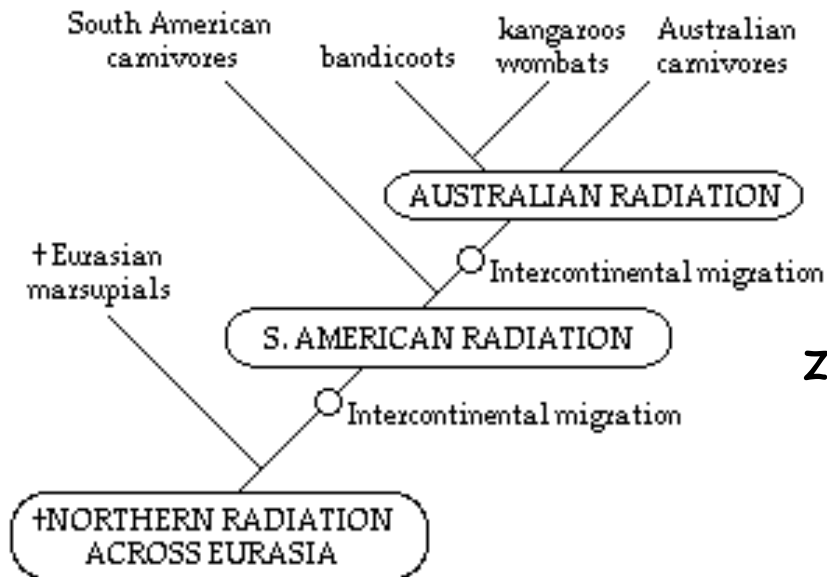 South American
carnivores
bandicoots
kangaroos
wombats
Australian
carnivores
AUSTRALIAN RADIATION
†Eurasian
marsupials
Intercontinental migration
S. AMERICAN RADIATION
z
Intercontinental migration
†NORTHERN RADIATION
ACROSS EURASIA